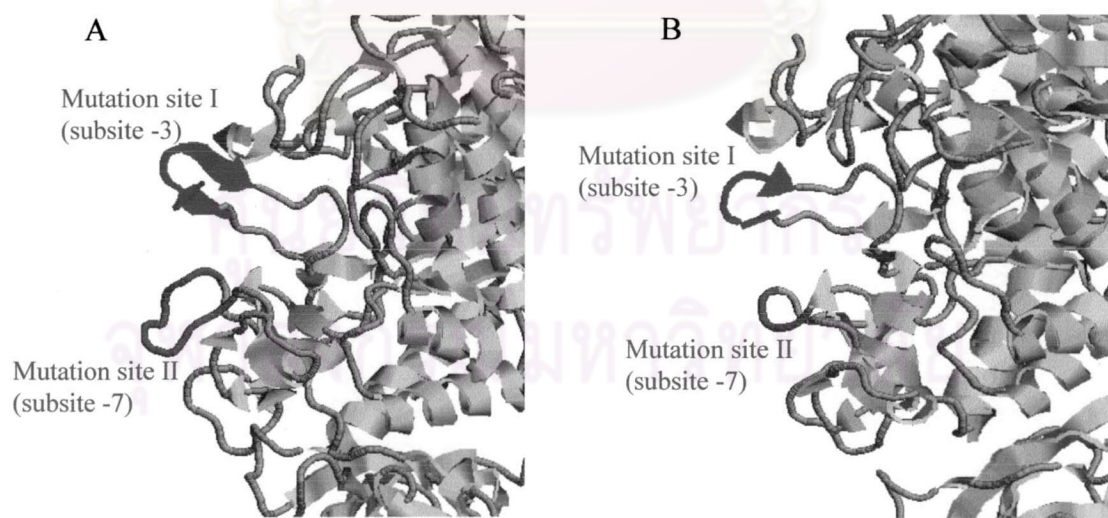 A
B
Mutation site I
(subsite -3)
Mutation site I
(subsite -3)
Mutation site II
(subsite -7)
Mutation site II
(subsite -7)